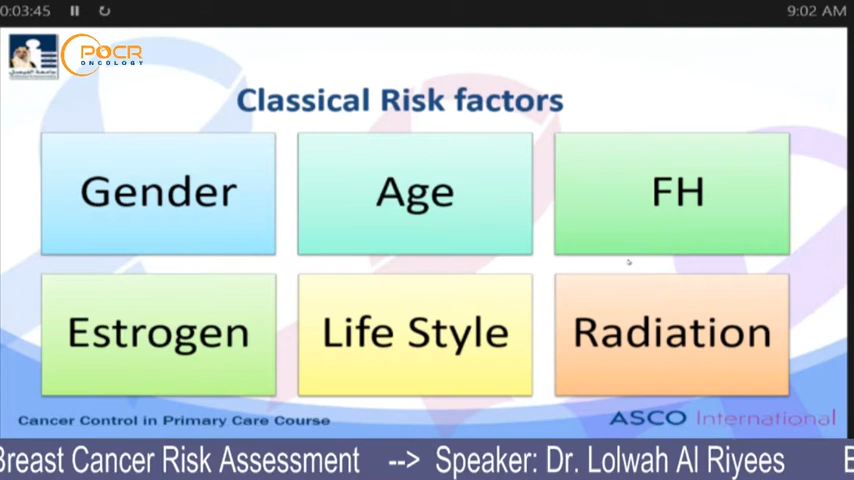 0:03:45
9:02 AM
POCR
ONCOLOGY
Classical Risk factors
Gender
Age
FH
Estrogen
Life Style
Radiation
Cancer Control in Primary Care Course
ASCO International
Breast Cancer Risk Assessment --> Speaker: Dr. Lolwah Al Riyees B